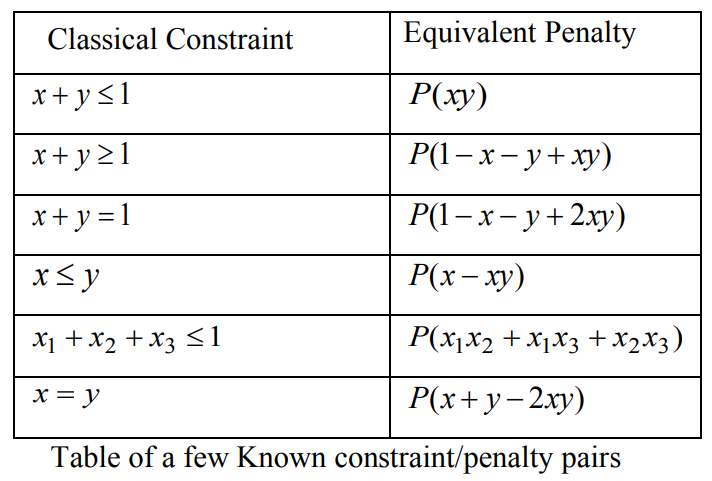 Classical Constraint Equivalent Penalty
x + y ≤ 1 P(xy)
x + y ≥ 1 P(1 − x − y + xy)
x + y = 1 P(1 − x − y + 2xy)
x ≤ y P(x − xy)
x₁ + x₂ + x₃ ≤ 1 P(x₁x₂ + x₁x₃ + x₂x₃)
x = y P(x + y − 2xy)
Table of a few Known constraint/penalty pairs